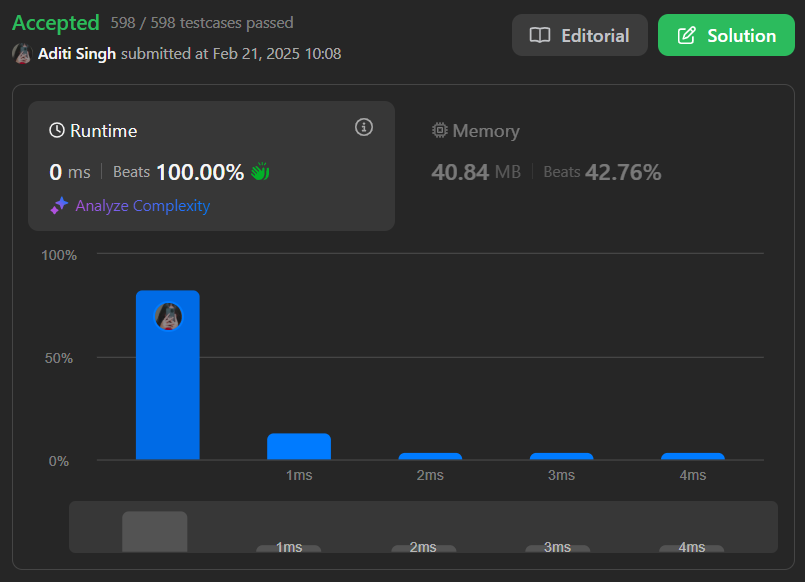 Accepted 598 / 598 testcases passed
Editorial
Solution
Aditi Singh submitted at Feb 21, 2025 10:08
Runtime
0 ms Beats 100.00%
Analyze Complexity
Memory
40.84 MB Beats 42.76%
100%
50%
0%
1ms 2ms 3ms 4ms
1ms 2ms 3ms 4ms